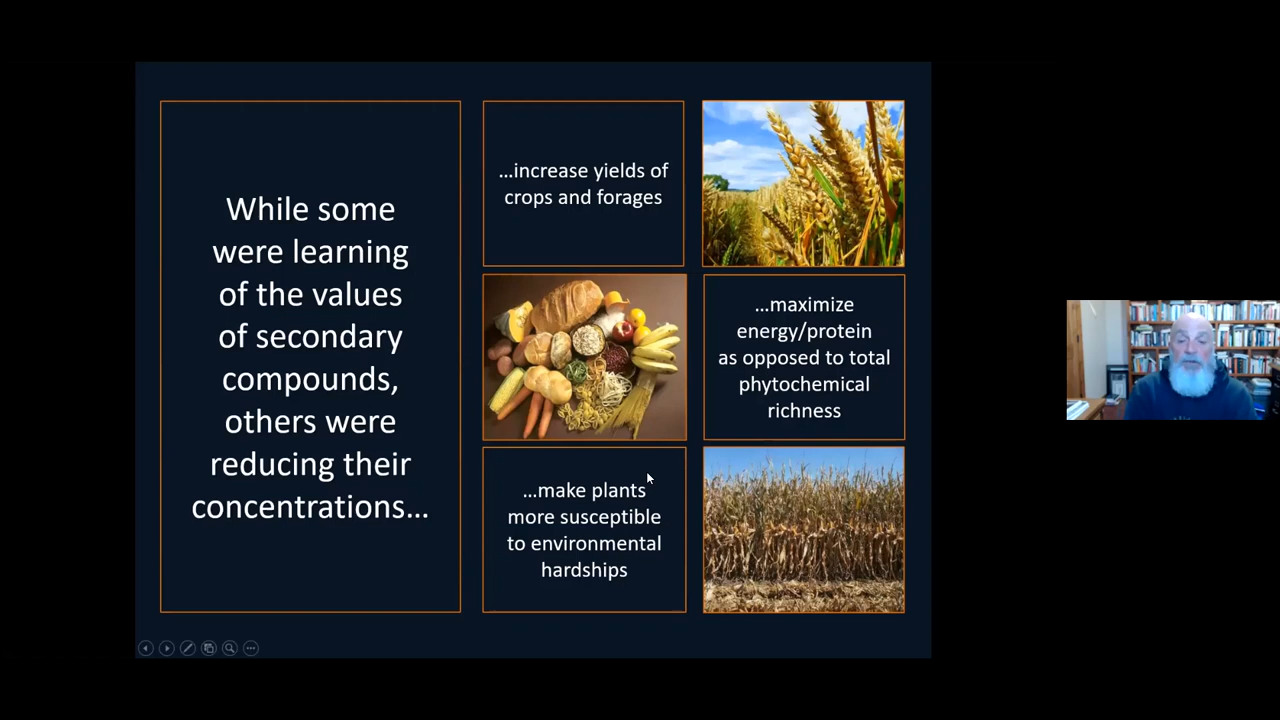 While some
were learning
of the values
of secondary
compounds,
others were
reducing their
concentrations...
...increase yields of
crops and forages
...maximize
energy/protein
as opposed to total
phytochemical
richness
...make plants
more susceptible
to environmental
hardships